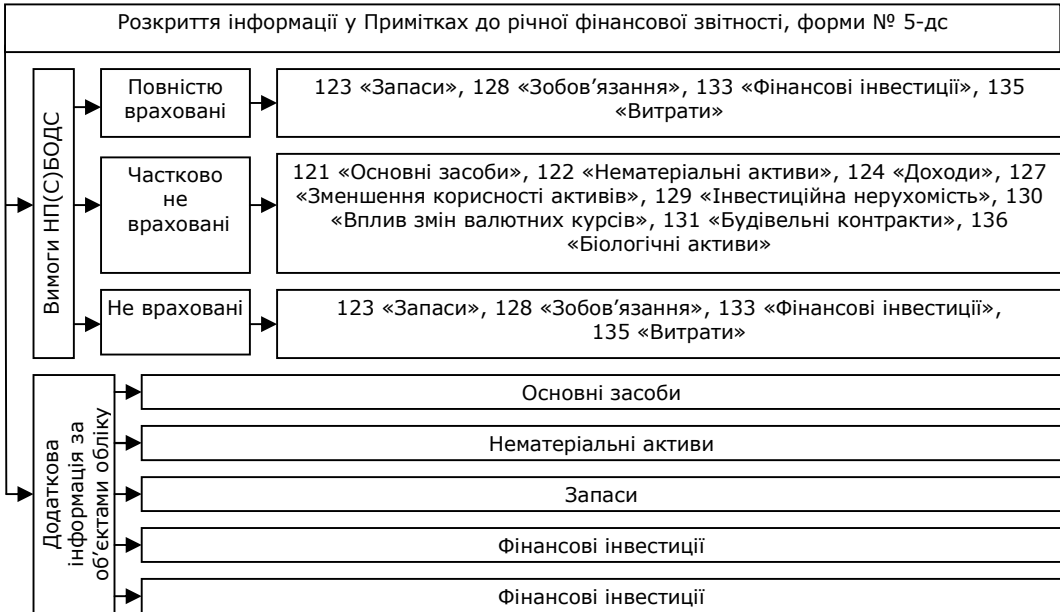 Розкриття інформації у Примітках до річної фінансової звітності, форми № 5-дс
Вимоги НП(С)БОДС
Повністю
враховані
123 «Запаси», 128 «Зобов’язання», 133 «Фінансові інвестиції», 135
«Витрати»
Частково
не
враховані
121 «Основні засоби», 122 «Нематеріальні активи», 124 «Доходи», 127
«Зменшення корисності активів», 129 «Інвестиційна нерухомість», 130
«Вплив змін валютних курсів», 131 «Будівельні контракти», 136
«Біологічні активи»
Не враховані
123 «Запаси», 128 «Зобов’язання», 133 «Фінансові інвестиції»,
135 «Витрати»
Додаткова
інформація за
об’єктами обліку
Основні засоби
Нематеріальні активи
Запаси
Фінансові інвестиції
Фінансові інвестиції